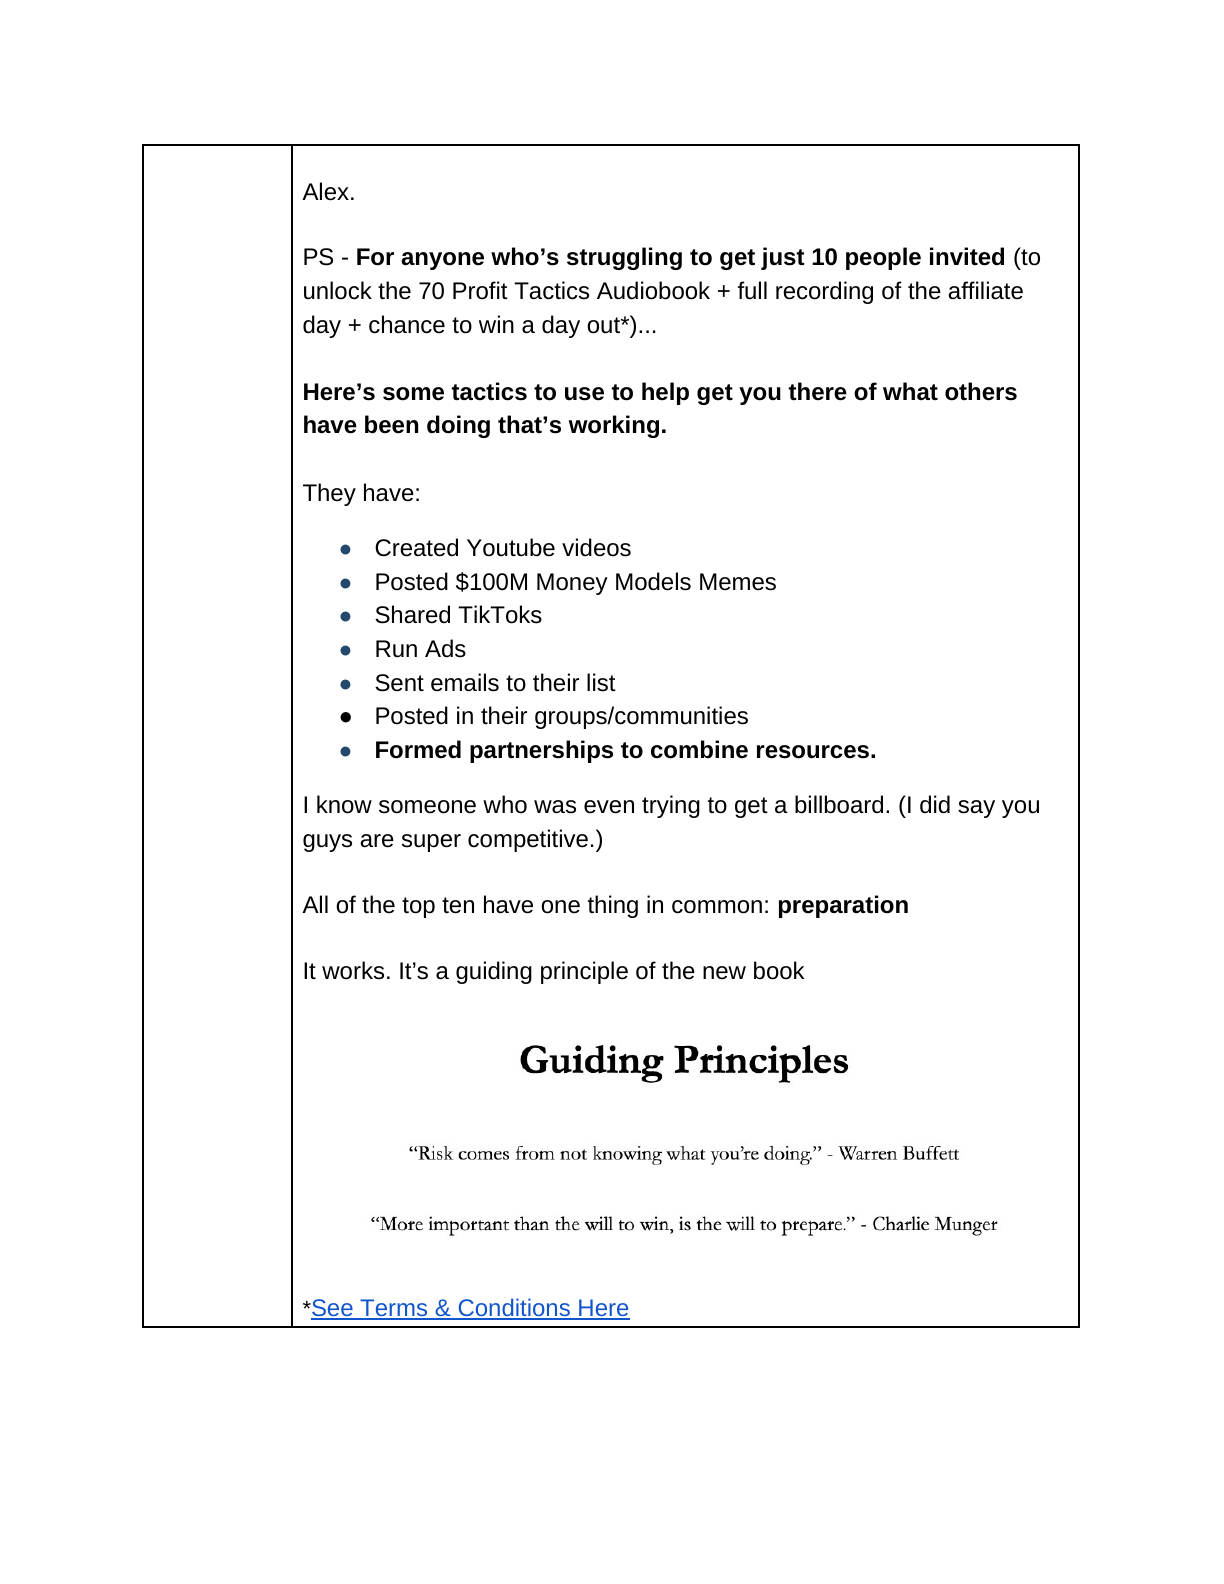 Alex.
PS - For anyone who’s struggling to get just 10 people invited (to
unlock the 70 Profit Tactics Audiobook + full recording of the affiliate
day + chance to win a day out*)...
Here’s some tactics to use to help get you there of what others
have been doing that’s working.
They have:
● Created Youtube videos
● Posted $100M Money Models Memes
● Shared TikToks
● Run Ads
● Sent emails to their list
● Posted in their groups/communities
● Formed partnerships to combine resources.
I know someone who was even trying to get a billboard. (I did say you
guys are super competitive.)
All of the top ten have one thing in common: preparation
It works. It’s a guiding principle of the new book
Guiding Principles
“Risk comes from not knowing what you’re doing.” - Warren Buffett
“More important than the will to win, is the will to prepare.” - Charlie Munger
*See Terms & Conditions Here